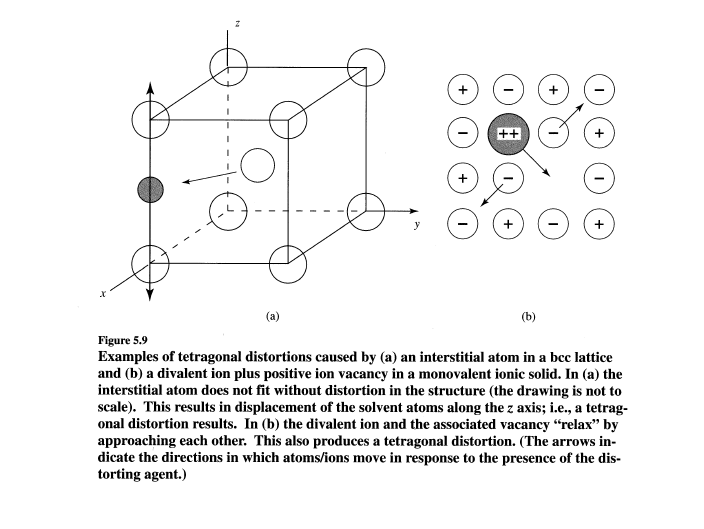 z
y
x
+ − + −
− ++ − +
+ − −
− + − +
(a)
(b)
Figure 5.9
Examples of tetragonal distortions caused by (a) an interstitial atom in a bcc lattice
and (b) a divalent ion plus positive ion vacancy in a monovalent ionic solid. In (a) the
interstitial atom does not fit without distortion in the structure (the drawing is not to
scale). This results in displacement of the solvent atoms along the z axis; i.e., a tetrag-
onal distortion results. In (b) the divalent ion and the associated vacancy “relax” by
approaching each other. This also produces a tetragonal distortion. (The arrows in-
dicate the directions in which atoms/ions move in response to the presence of the dis-
torting agent.)